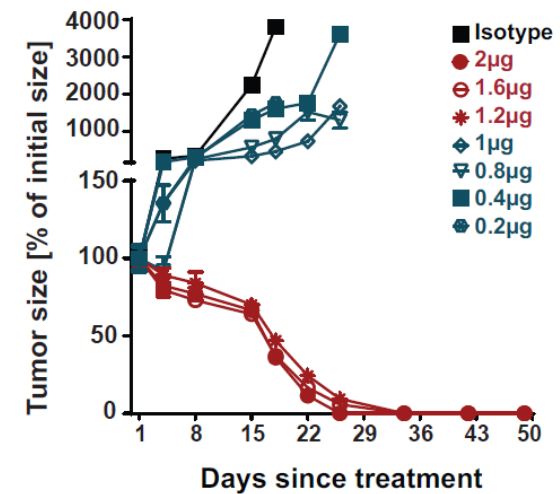 Tumor size [% of initial size]
4000
3000
2000
1000
150
100
50
0
1 8 15 22 29 36 43 50
Days since treatment
Isotype
2µg
1.6µg
1.2µg
1µg
0.8µg
0.4µg
0.2µg